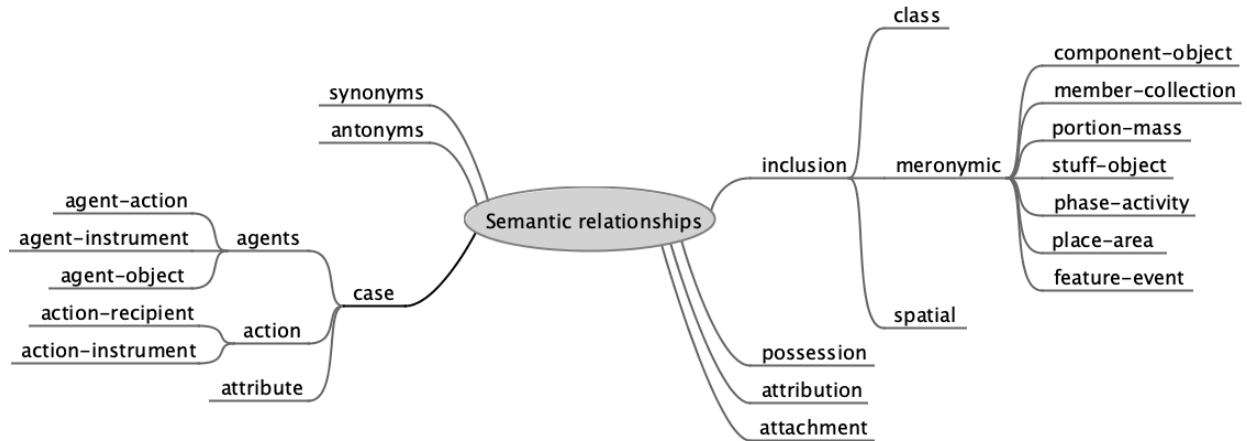 Semantic relationships
synonyms
antonyms
case
agents
agent-action
agent-instrument
agent-object
action
action-recipient
action-instrument
attribute
inclusion
class
meronymic
component-object
member-collection
portion-mass
stuff-object
phase-activity
place-area
feature-event
spatial
possession
attribution
attachment